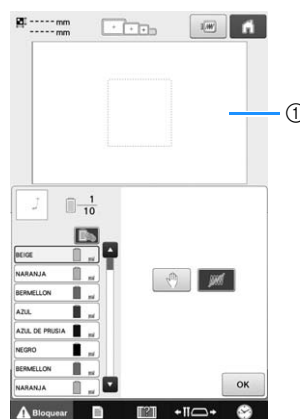 ------ mm
------ mm
①
1
10
BEIGE
NARANJA
BERMELLON
AZUL
AZUL DE PRUSIA
NEGRO
BERMELLON
NARANJA
OK
Bloquear